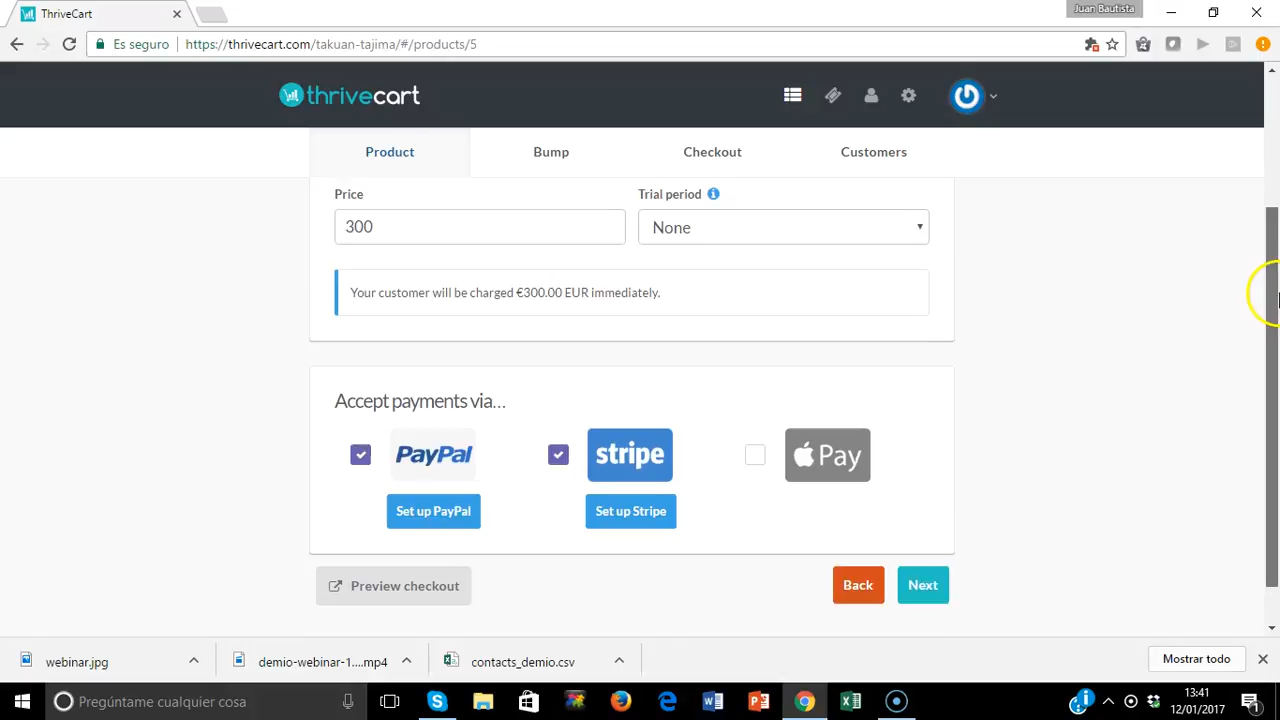 ThriveCart
Juan Bautista
Es seguro
https://thrivecart.com/takuan-tajima/#/products/5
thrivecart
Product
Bump
Checkout
Customers
Price
Trial period
300
None
Your customer will be charged €300.00 EUR immediately.
Accept payments via…
PayPal
stripe
Pay
Set up PayPal
Set up Stripe
Preview checkout
Back
Next
webinar.jpg
demio-webinar-1....mp4
contacts_demio.csv
Mostrar todo
Pregúntame cualquier cosa
13:41
12/01/2017